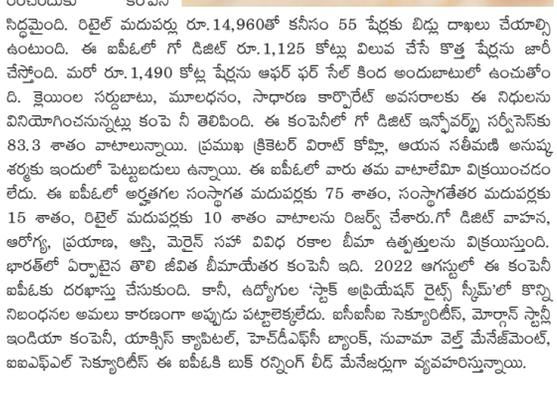 కంపెనీ
సిద్ధమైంది. రిటైల్ మదుపర్లు రూ.14,960తో కనీసం 55 షేర్లకు బిడ్లు దాఖలు చేయాల్సి
ఉంటుంది. ఈ ఐపీఓలో గో డిజిట్ రూ.1,125 కోట్లు విలువ చేసే కొత్త షేర్లను జారీ
చేస్తోంది. మరో రూ.1,490 కోట్ల షేర్లను ఆఫర్ ఫర్ సేల్ కింద అందుబాటులో ఉంచుతోం
ది. క్లెయింల సర్దుబాటు, మూలధనం, సాధారణ కార్పొరేట్ అవసరాలకు ఈ నిధులను
వినియోగించనున్నట్లు కంపె నీ తెలిపింది. ఈ కంపెనీలో గో డిజిట్ ఇన్ఫోవర్క్స్ సర్వీసెస్‌కు
83.3 శాతం వాటాలున్నాయి. ప్రముఖ క్రికెటర్ విరాట్ కోహ్లి, ఆయన సతీమణి అనుష్క
శర్మకు ఇందులో పెట్టుబడులు ఉన్నాయి. ఈ ఐపీఓలో వారు తమ వాటాలేవీ విక్రయించడం
లేదు. ఈ ఐపీఓలో అర్హతగల సంస్థాగత మదుపర్లకు 75 శాతం, సంస్థాగతేతర మదుపర్లకు
15 శాతం, రిటైల్ మదుపర్లకు 10 శాతం వాటాలను రిజర్వ్ చేశారు.గో డిజిట్ వాహన,
ఆరోగ్య, ప్రయాణ, ఆస్తి, మెరైన్ సహా వివిధ రకాల బీమా ఉత్పత్తులను విక్రయిస్తుంది.
భారత్‌లో ఏర్పాటైన తొలి జీవిత బీమాయేతర కంపెనీ ఇది. 2022 ఆగస్టులో ఈ కంపెనీ
ఐపీఓకు దరఖాస్తు చేసుకుంది. కానీ, ఉద్యోగుల ‘స్టాక్ అప్రియేషన్ రైట్స్ స్కీమ్’లో కొన్ని
నిబంధనల అమలు కారణంగా అప్పుడు పట్టాలెక్కలేదు. ఐసీఐసీఐ సెక్యూరిటీస్, మోర్గాన్ స్టాన్లీ
ఇండియా కంపెనీ, యాక్సిస్ క్యాపిటల్, హెచ్‌డీఎఫ్‌సీ బ్యాంక్, నువామా వెల్త్ మేనేజ్‌మెంట్,
ఐఐఎఫ్ఎల్ సెక్యూరిటీస్ ఈ ఐపీఓకి బుక్ రన్నింగ్ లీడ్ మేనేజర్లుగా వ్యవహరిస్తున్నాయి.